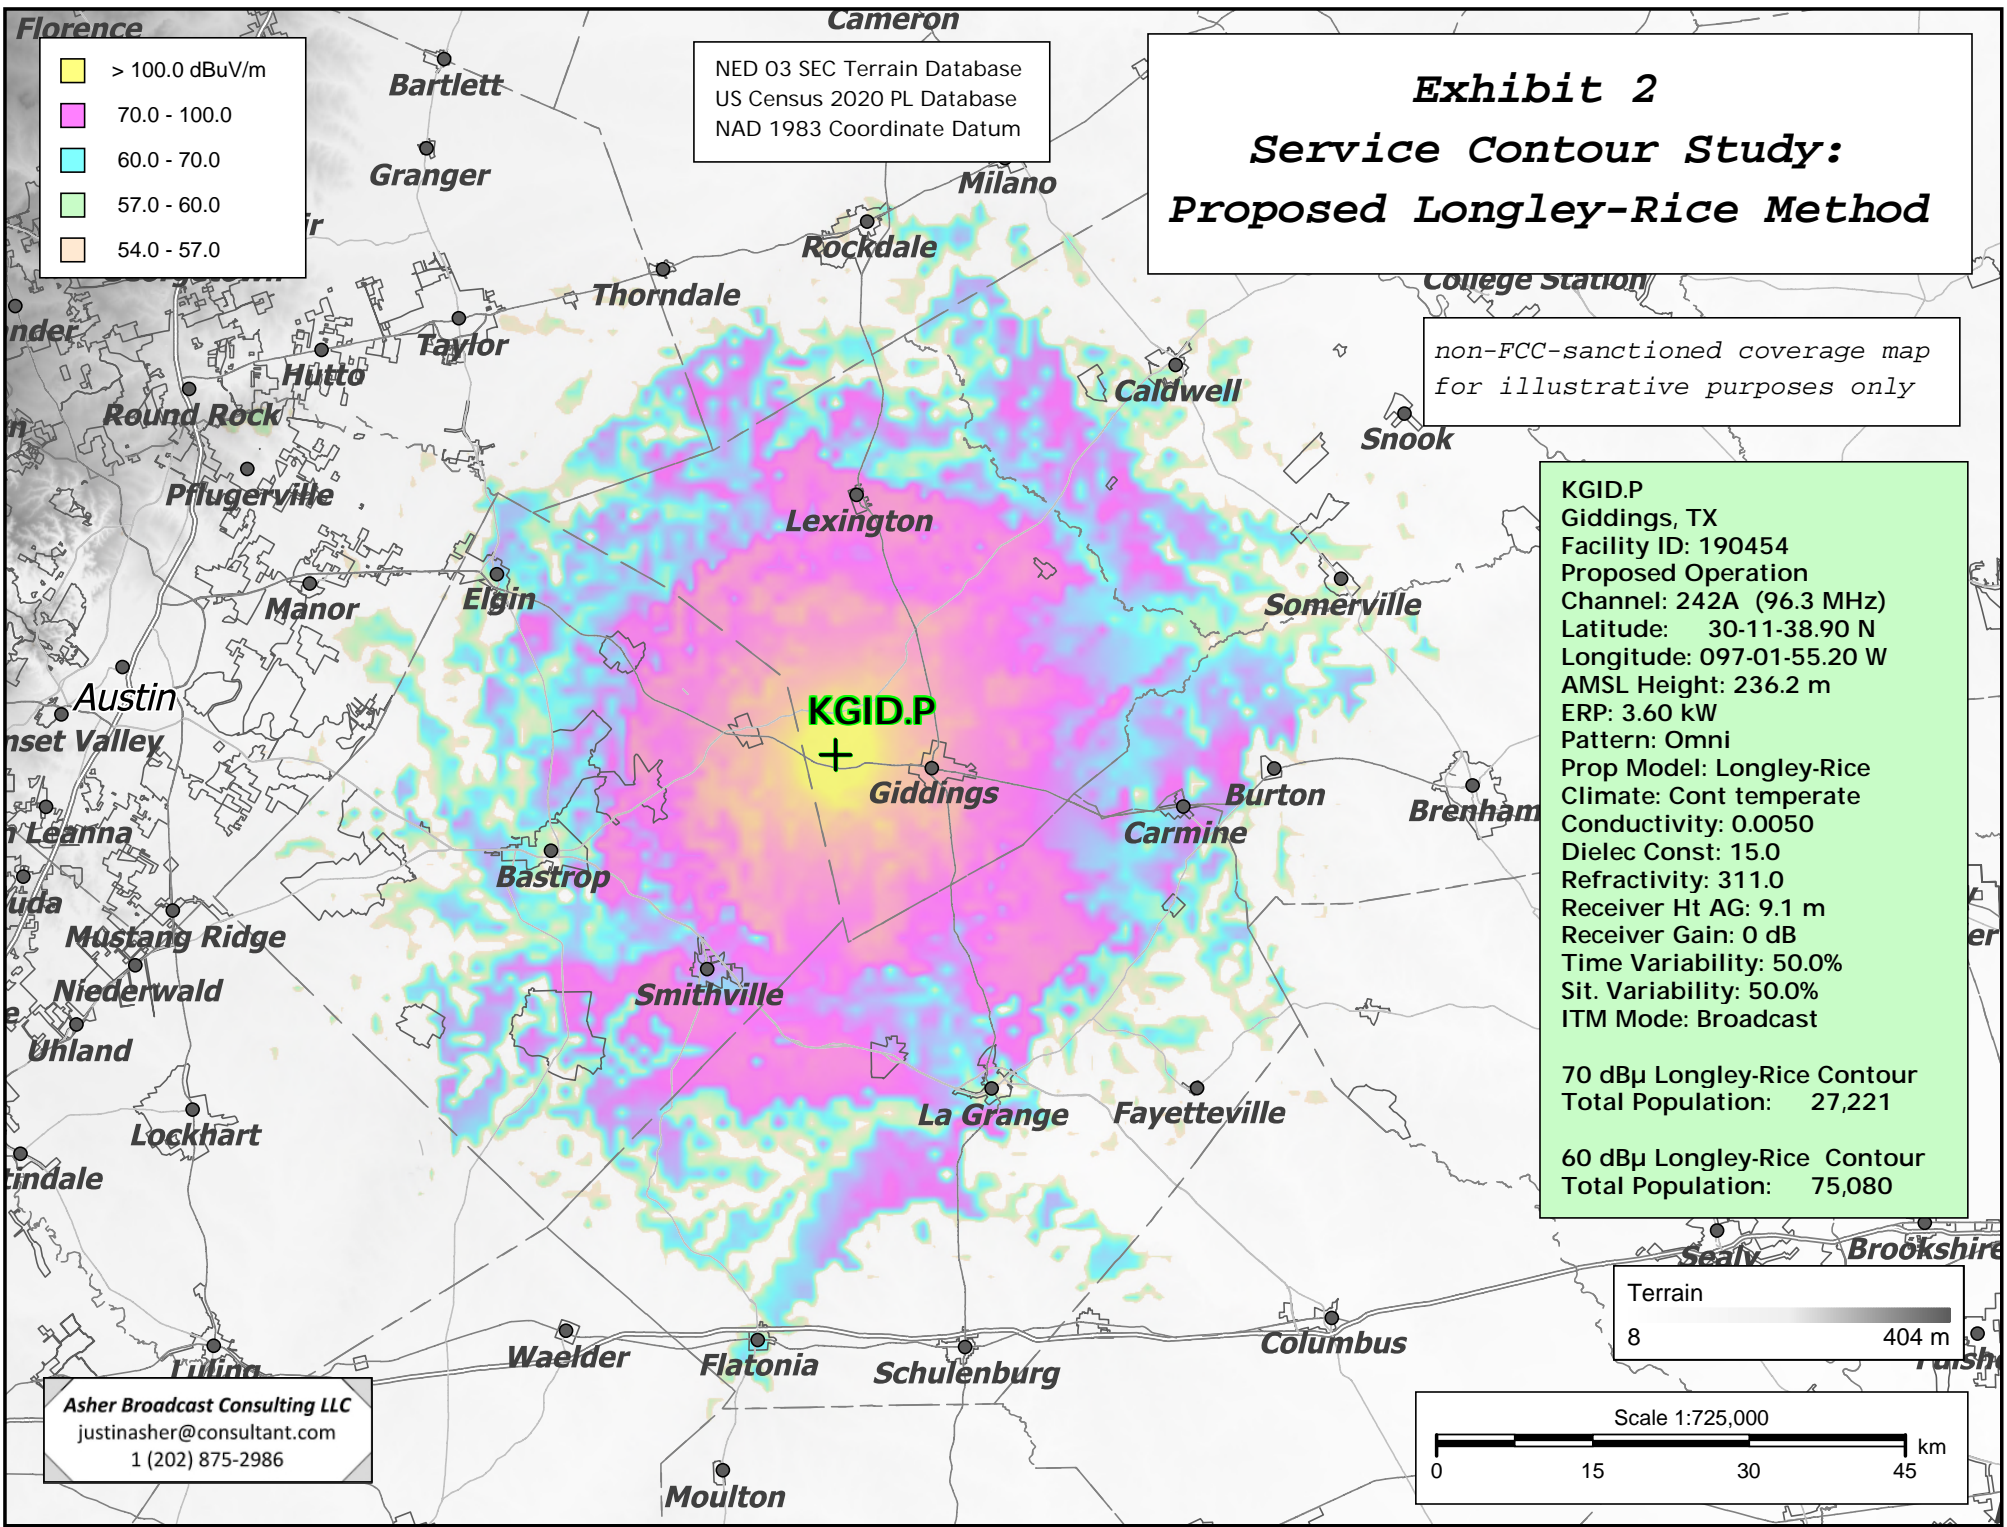 Florence
> 100.0 dBuV/m
70.0 - 100.0
60.0 - 70.0
57.0 - 60.0
54.0 - 57.0
Cameron
NED 03 SEC Terrain Database
US Census 2020 PL Database
NAD 1983 Coordinate Datum
Exhibit 2
Service Contour Study:
Proposed Longley-Rice Method
Bartlett
Granger
Milano
Rockdale
Thorndale
College Station
non-FCC-sanctioned coverage map
for illustrative purposes only
ander
Taylor
Hutto
Caldwell
Round Rock
Snook
Pflugerville
Lexington
Manor
Elgin
Somerville
Austin
KGID.P
nset Valley
Giddings
Burton
Brenham
Carmine
Leanna
Bastrop
uda
Mustang Ridge
er
Niederwald
Smithville
Uhland
La Grange
Fayetteville
Lockhart
tindale
KGID.P
Giddings, TX
Facility ID: 190454
Proposed Operation
Channel: 242A (96.3 MHz)
Latitude: 30-11-38.90 N
Longitude: 097-01-55.20 W
AMSL Height: 236.2 m
ERP: 3.60 kW
Pattern: Omni
Prop Model: Longley-Rice
Climate: Cont temperate
Conductivity: 0.0050
Dielec Const: 15.0
Refractivity: 311.0
Receiver Ht AG: 9.1 m
Receiver Gain: 0 dB
Time Variability: 50.0%
Sit. Variability: 50.0%
ITM Mode: Broadcast
70 dBµ Longley-Rice Contour
Total Population: 27,221
60 dBµ Longley-Rice Contour
Total Population: 75,080
Sealy
Brookshire
Terrain
8 404 m
Luling
Waelder
Flatonia
Schulenburg
Columbus
Asher Broadcast Consulting LLC
justinasher@consultant.com
1 (202) 875-2986
Moulton
Scale 1:725,000
km
0 15 30 45